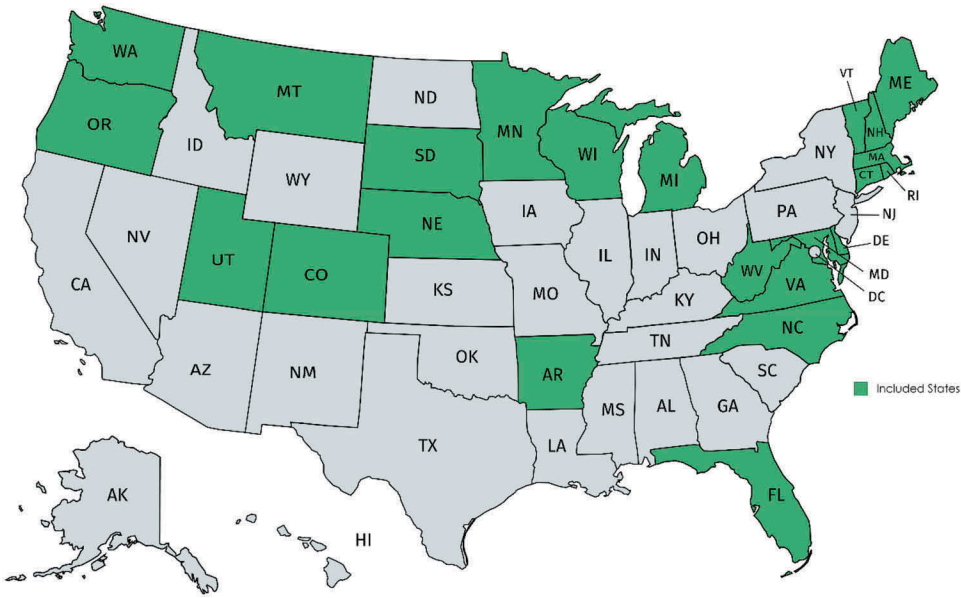 WA
MT
ND
MN
VT
ME
OR
ID
SD
WI
MI
NY
NH
MA
CT
RI
WY
NE
IA
PA
NJ
NV
UT
CO
IL
IN
OH
DE
CA
KS
MO
KY
WV
VA
MD
DC
AZ
NM
OK
AR
TN
NC
SC
MS
AL
GA
Included States
TX
LA
FL
AK
HI